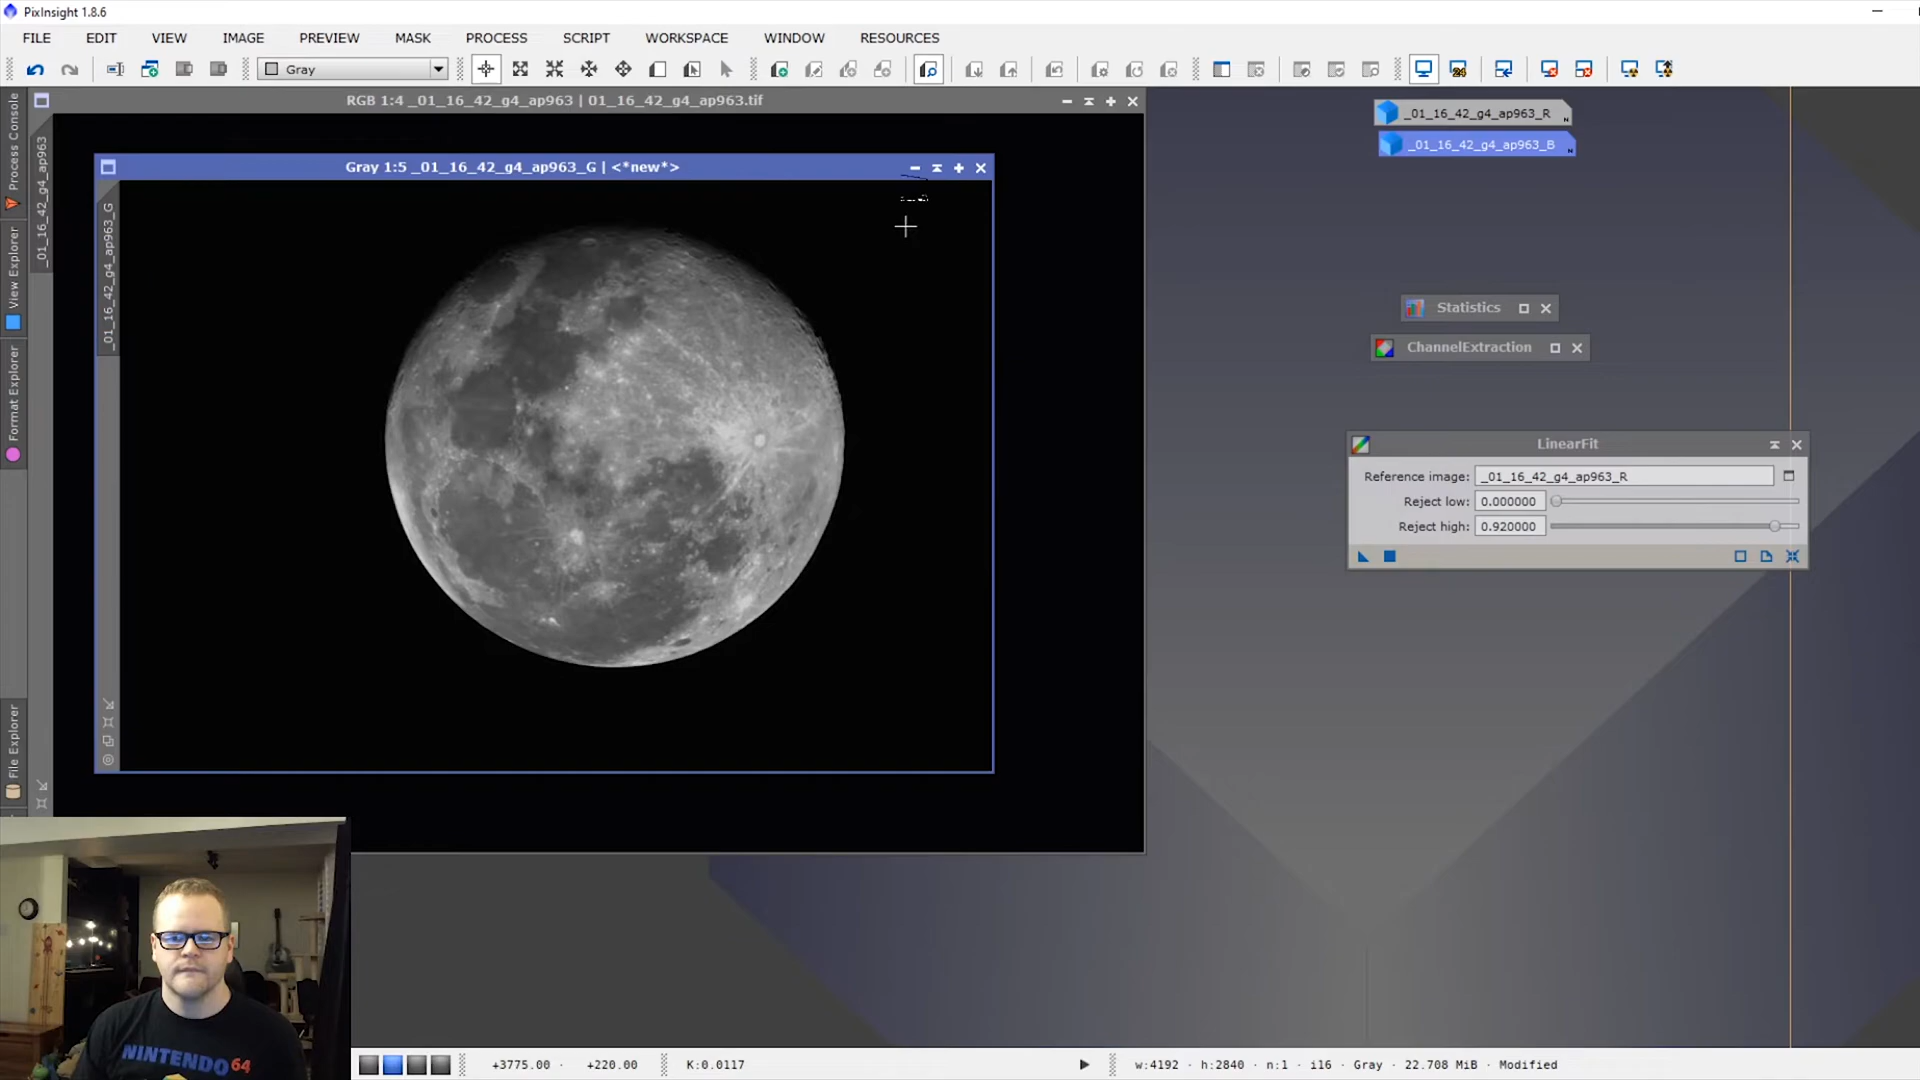 PixInsight 1.8.6
FILE EDIT VIEW IMAGE PREVIEW MASK PROCESS SCRIPT WORKSPACE WINDOW RESOURCES
Gray
RGB 1:4 _01_16_42_g4_ap963 | 01_16_42_g4_ap963.tif
_01_16_42_g4_ap963_R
_01_16_42_g4_ap963_B
Gray 1:5 _01_16_42_g4_ap963_G | <*new*>
Process Console
_01_16_42_g4_ap963
_01_16_42_g4_ap963_G
View Explorer
Format Explorer
File Explorer
Statistics
ChannelExtraction
LinearFit
Reference image: _01_16_42_g4_ap963_R
Reject low: 0.000000
Reject high: 0.920000
NINTENDO 64
+3775.00 · +220.00 K:0.0117 w:4192 · h:2840 · n:1 · i16 · Gray · 22.708 MiB · Modified